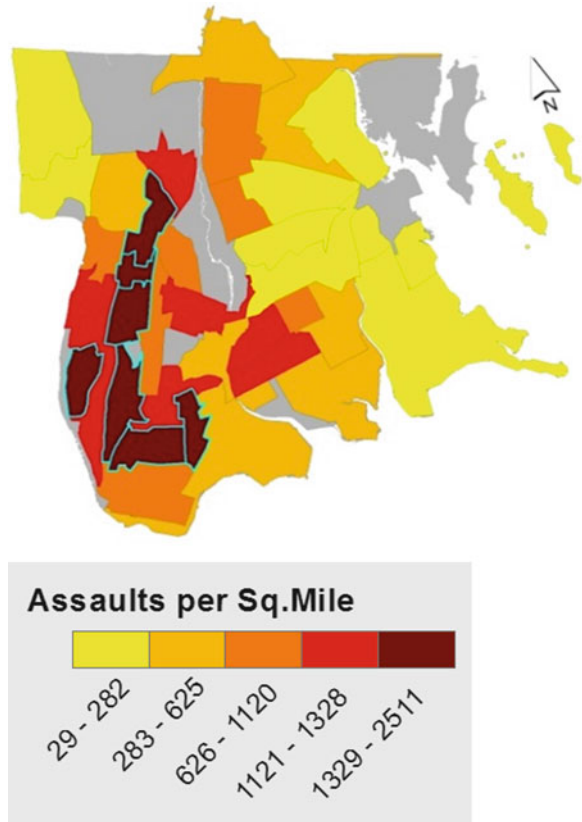 N
Assaults per Sq.Mile
29 - 282
283 - 625
626 - 1120
1121 - 1328
1329 - 2511